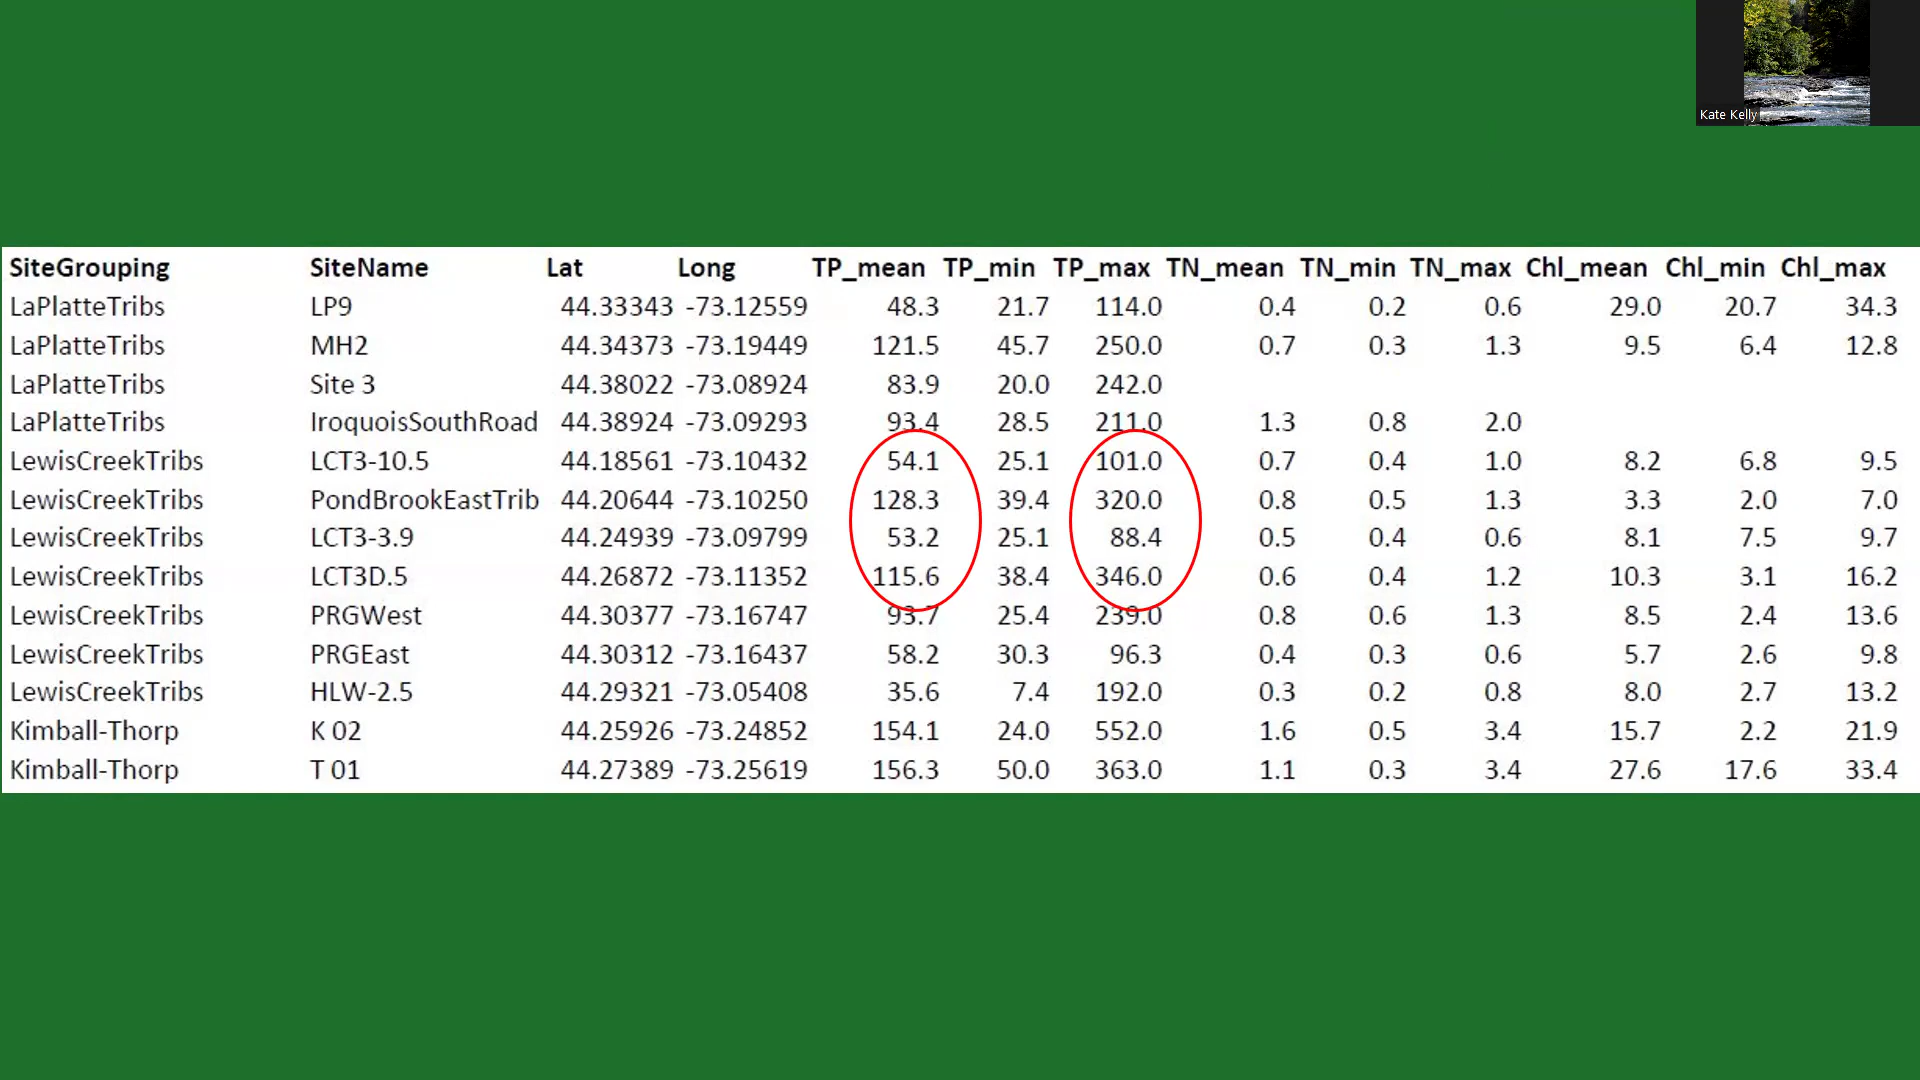 Kate Kelly
SiteGrouping SiteName Lat Long TP_mean TP_min TP_max TN_mean TN_min TN_max Chl_mean Chl_min Chl_max
LaPlatteTribs LP9 44.33343 -73.12559 48.3 21.7 114.0 0.4 0.2 0.6 29.0 20.7 34.3
LaPlatteTribs MH2 44.34373 -73.19449 121.5 45.7 250.0 0.7 0.3 1.3 9.5 6.4 12.8
LaPlatteTribs Site 3 44.38022 -73.08924 83.9 20.0 242.0
LaPlatteTribs IroquoisSouthRoad 44.38924 -73.09293 93.4 28.5 211.0 1.3 0.8 2.0
LewisCreekTribs LCT3-10.5 44.18561 -73.10432 54.1 25.1 101.0 0.7 0.4 1.0 8.2 6.8 9.5
LewisCreekTribs PondBrookEastTrib 44.20644 -73.10250 128.3 39.4 320.0 0.8 0.5 1.3 3.3 2.0 7.0
LewisCreekTribs LCT3-3.9 44.24939 -73.09799 53.2 25.1 88.4 0.5 0.4 0.6 8.1 7.5 9.7
LewisCreekTribs LCT3D.5 44.26872 -73.11352 115.6 38.4 346.0 0.6 0.4 1.2 10.3 3.1 16.2
LewisCreekTribs PRGWest 44.30377 -73.16747 93.7 25.4 239.0 0.8 0.6 1.3 8.5 2.4 13.6
LewisCreekTribs PRGEast 44.30312 -73.16437 58.2 30.3 96.3 0.4 0.3 0.6 5.7 2.6 9.8
LewisCreekTribs HLW-2.5 44.29321 -73.05408 35.6 7.4 192.0 0.3 0.2 0.8 8.0 2.7 13.2
Kimball-Thorp K 02 44.25926 -73.24852 154.1 24.0 552.0 1.6 0.5 3.4 15.7 2.2 21.9
Kimball-Thorp T 01 44.27389 -73.25619 156.3 50.0 363.0 1.1 0.3 3.4 27.6 17.6 33.4